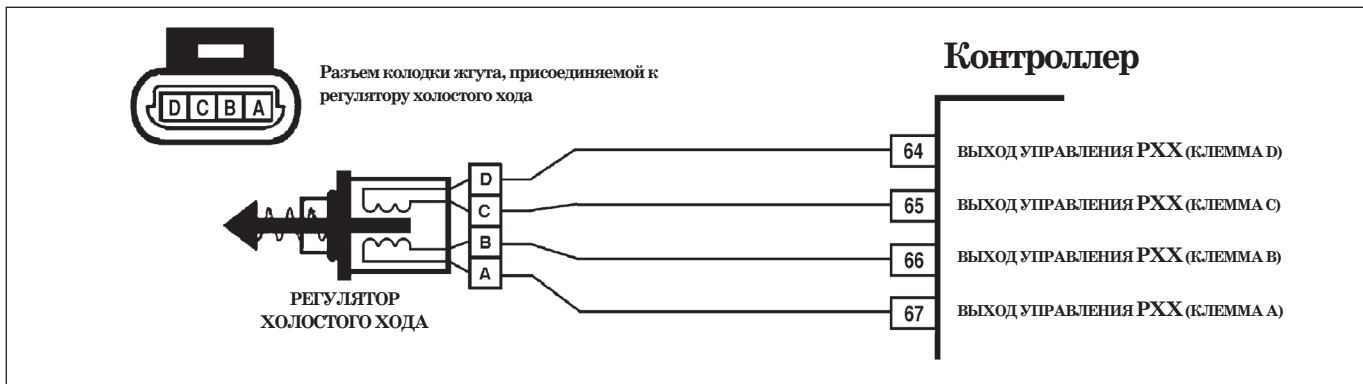 Контроллер
Разъем колодки жгута, присоединяемой к
регулятору холостого хода
D C B A
D
C
B
A
64
ВЫХОД УПРАВЛЕНИЯ РХХ (КЛЕММА D)
65
ВЫХОД УПРАВЛЕНИЯ РХХ (КЛЕММА C)
66
ВЫХОД УПРАВЛЕНИЯ РХХ (КЛЕММА B)
67
ВЫХОД УПРАВЛЕНИЯ РХХ (КЛЕММА A)
РЕГУЛЯТОР
ХОЛОСТОГО ХОДА